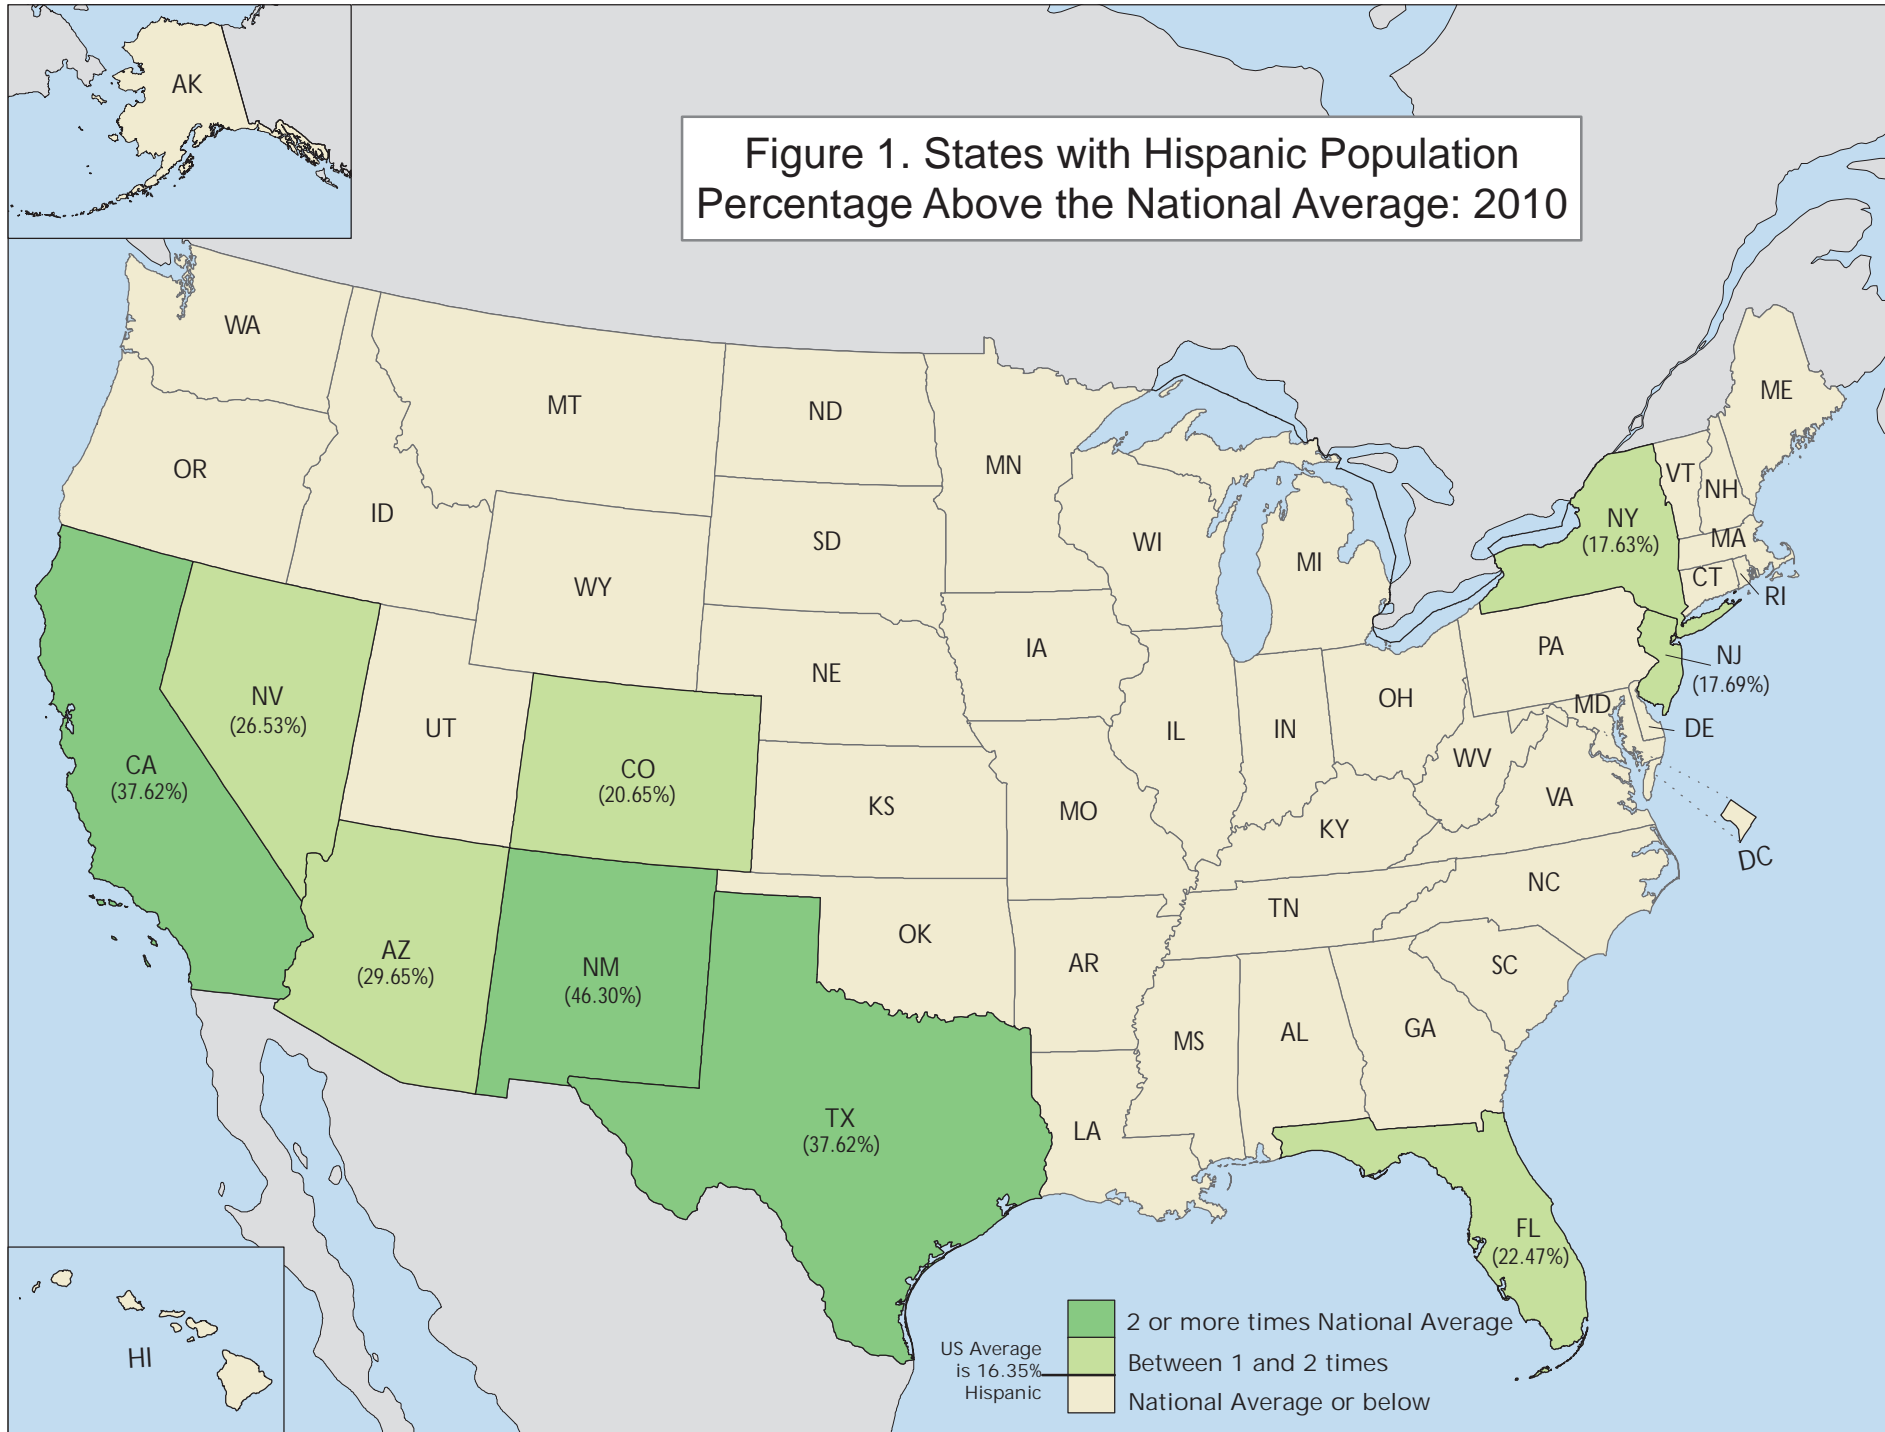 AK
Figure 1. States with Hispanic Population
Percentage Above the National Average: 2010
WA
MT
ND
MN
ME
OR
ID
SD
WI
MI
NY
(17.63%)
VT
NH
MA
CT
RI
WY
IA
NE
PA
NJ
(17.69%)
NV
(26.53%)
UT
CO
(20.65%)
CA
(37.62%)
IL
IN
OH
MD
DE
WV
VA
KS
MO
KY
DC
NC
TN
AZ
(29.65%)
NM
(46.30%)
OK
AR
SC
MS
AL
GA
TX
(37.62%)
LA
FL
(22.47%)
HI
2 or more times National Average
US Average
is 16.35%
Hispanic
Between 1 and 2 times
National Average or below